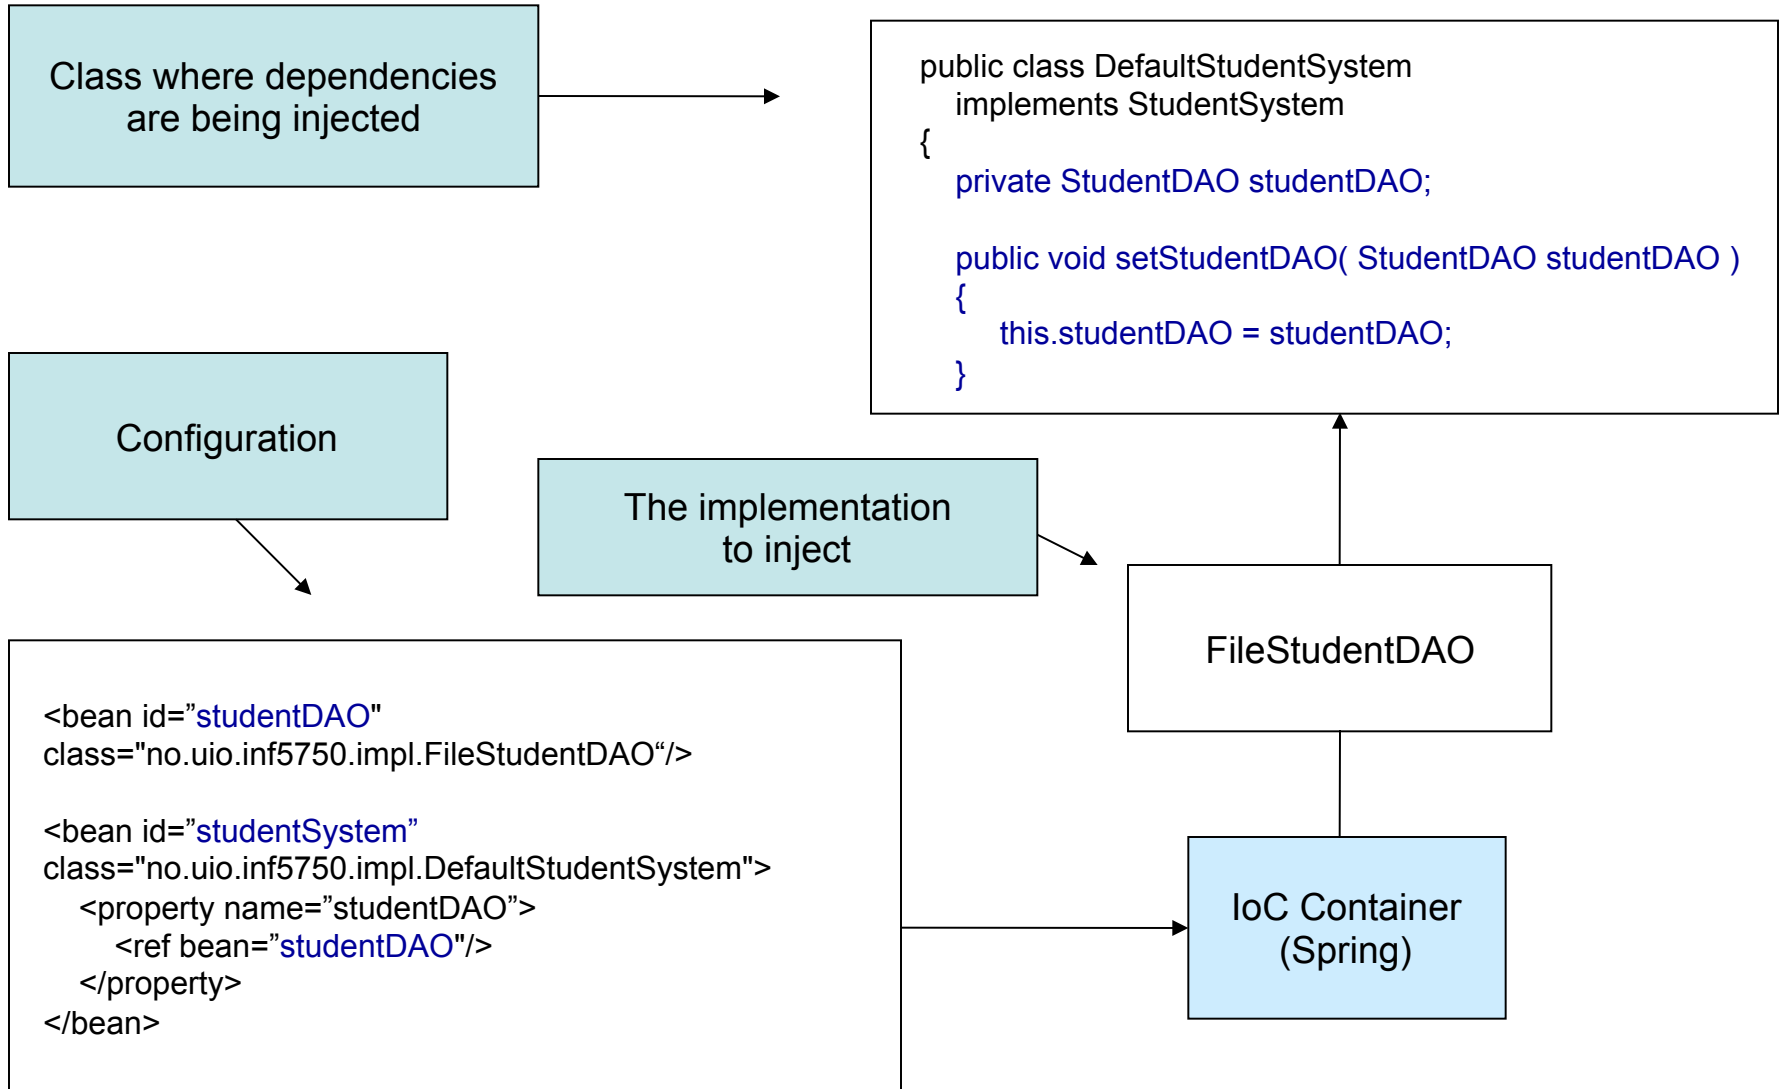 Class where dependencies
are being injected
public class DefaultStudentSystem
implements StudentSystem
{
private StudentDAO studentDAO;
public void setStudentDAO( StudentDAO studentDAO )
{
this.studentDAO = studentDAO;
}
Configuration
The implementation
to inject
FileStudentDAO
<bean id=”studentDAO"
class="no.uio.inf5750.impl.FileStudentDAO“/>
<bean id=”studentSystem”
class="no.uio.inf5750.impl.DefaultStudentSystem">
<property name=”studentDAO”>
<ref bean=”studentDAO"/>
</property>
</bean>
IoC Container
(Spring)